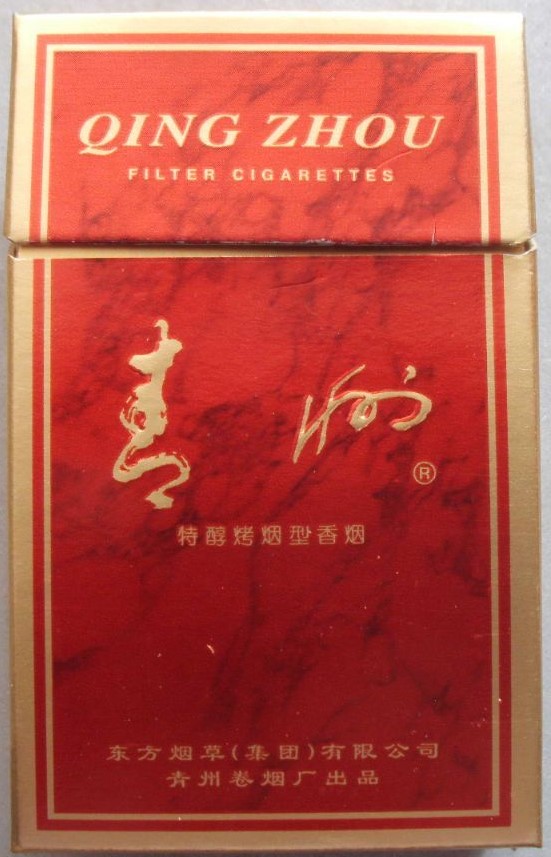 QING ZHOU
FILTER CIGARETTES
青州
®
特醇烤烟型香烟
东方烟草(集团)有限公司
青州卷烟厂出品